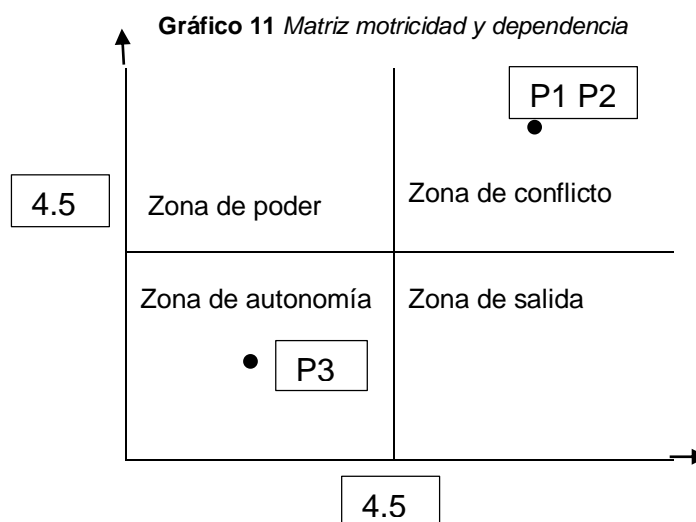 Gráfico 11 Matriz motricidad y dependencia
P1 P2
4.5
Zona de poder
Zona de conflicto
Zona de autonomía
Zona de salida
P3
4.5